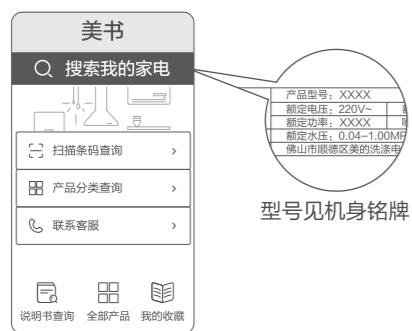 美书
搜索我的家电
扫描条码查询
产品分类查询
联系客服
说明书查询 全部产品 我的收藏
产品型号：XXXX
额定电压：220V~
额定功率：XXXX
额定水压：0.04–1.00MP
佛山市顺德区美的洗涤电
型号见机身铭牌